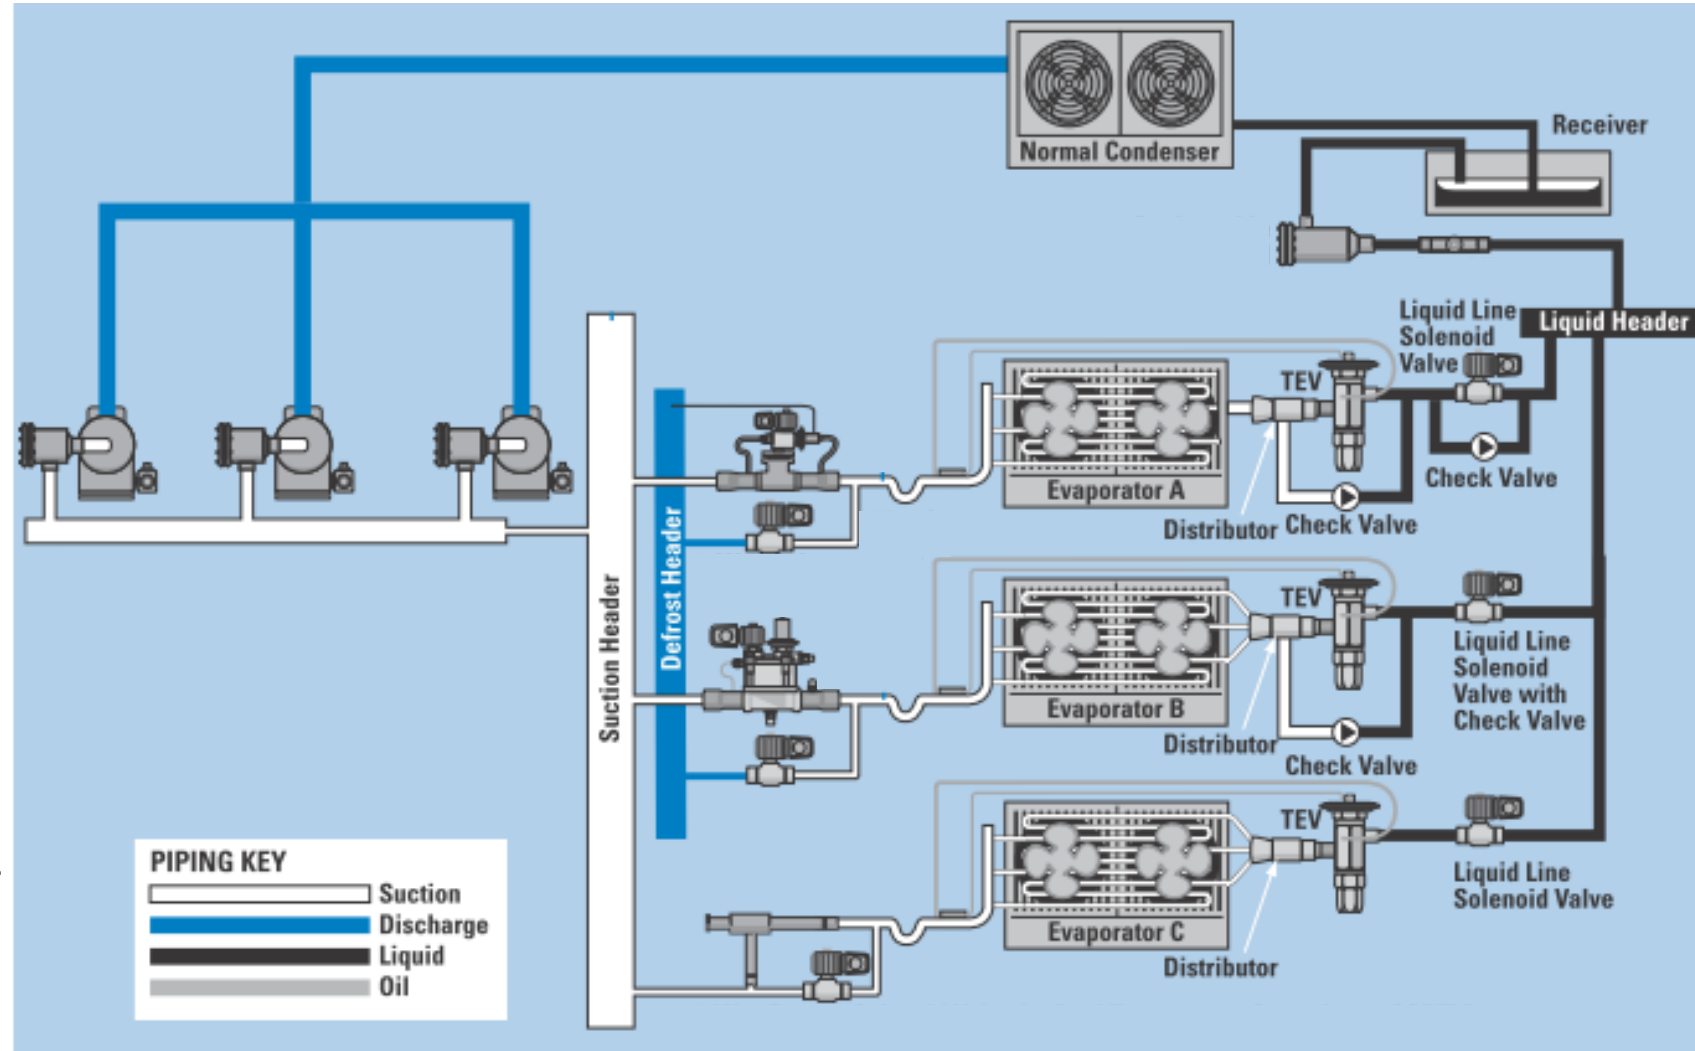 Normal Condenser
Receiver
Liquid Line
Solenoid
Valve
Liquid Header
TEV
Check Valve
Evaporator A
Distributor
Check Valve
Suction Header
Defrost Header
TEV
Liquid Line
Solenoid
Valve with
Check Valve
Evaporator B
Distributor
Check Valve
TEV
Liquid Line
Solenoid Valve
Evaporator C
Distributor
PIPING KEY
Suction
Discharge
Liquid
Oil